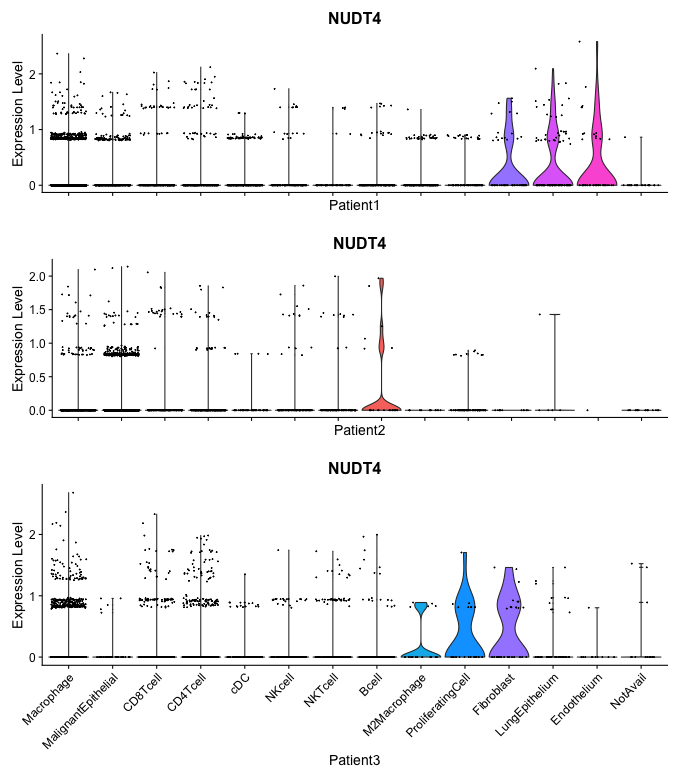 NUDT4
Expression Level
2
1
0
Patient1
NUDT4
Expression Level
2.0
1.5
1.0
0.5
0.0
Patient2
NUDT4
Expression Level
2
1
0
Macrophage
MalignantEpithelial
CD8Tcell
CD4Tcell
cDC
NKcell
NKTcell
Bcell
M2Macrophage
ProliferatingCell
Fibroblast
LungEpithelium
Endothelium
NotAvail
Patient3